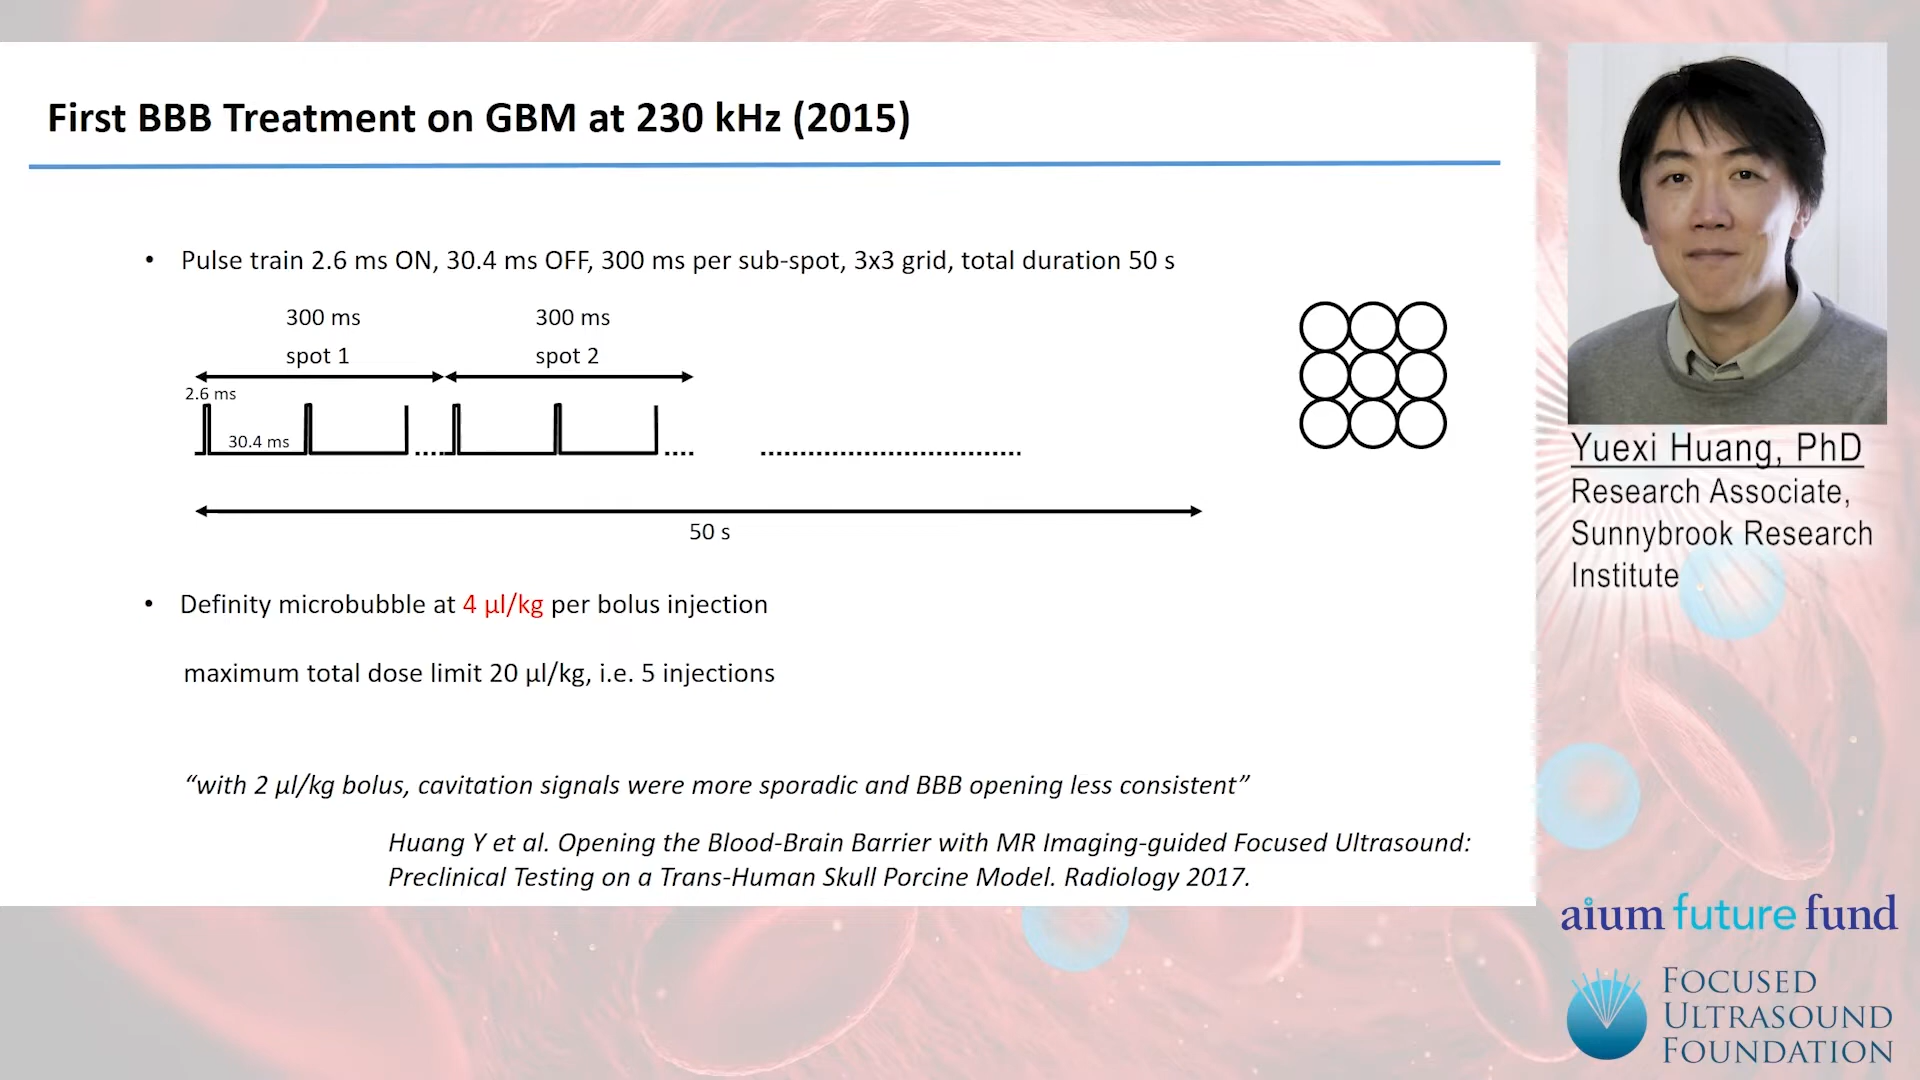 First BBB Treatment on GBM at 230 kHz (2015)
• Pulse train 2.6 ms ON, 30.4 ms OFF, 300 ms per sub-spot, 3x3 grid, total duration 50 s
300 ms
spot 1
300 ms
spot 2
2.6 ms
30.4 ms
50 s
• Definity microbubble at 4 µl/kg per bolus injection
maximum total dose limit 20 µl/kg, i.e. 5 injections
“with 2 µl/kg bolus, cavitation signals were more sporadic and BBB opening less consistent”
Huang Y et al. Opening the Blood-Brain Barrier with MR Imaging-guided Focused Ultrasound:
Preclinical Testing on a Trans-Human Skull Porcine Model. Radiology 2017.
Yuexi Huang, PhD
Research Associate,
Sunnybrook Research
Institute
aium future fund
FOCUSED
ULTRASOUND
FOUNDATION